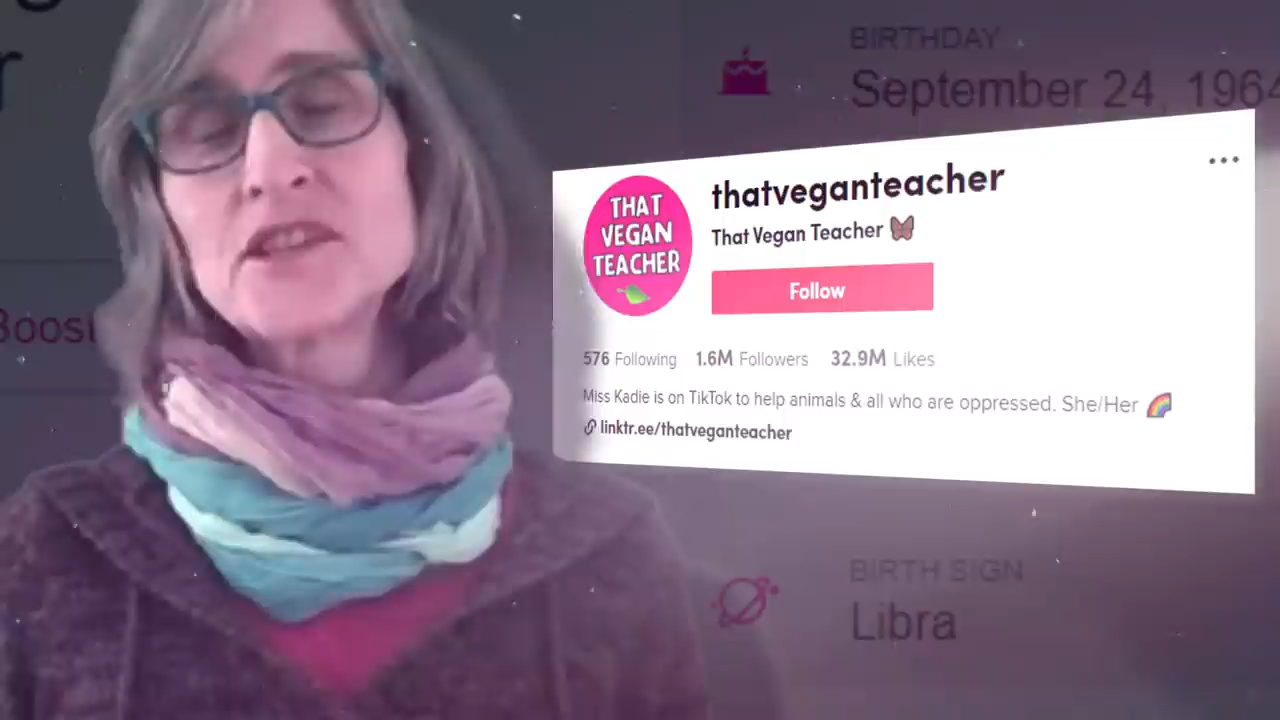 r
Boost
BIRTHDAY
September 24, 1964
THAT
VEGAN
TEACHER
thatveganteacher
That Vegan Teacher
Follow
576 Following 1.6M Followers 32.9M Likes
Miss Kadie is on TikTok to help animals & all who are oppressed. She/Her 🌈
linktr.ee/thatveganteacher
BIRTH SIGN
Libra